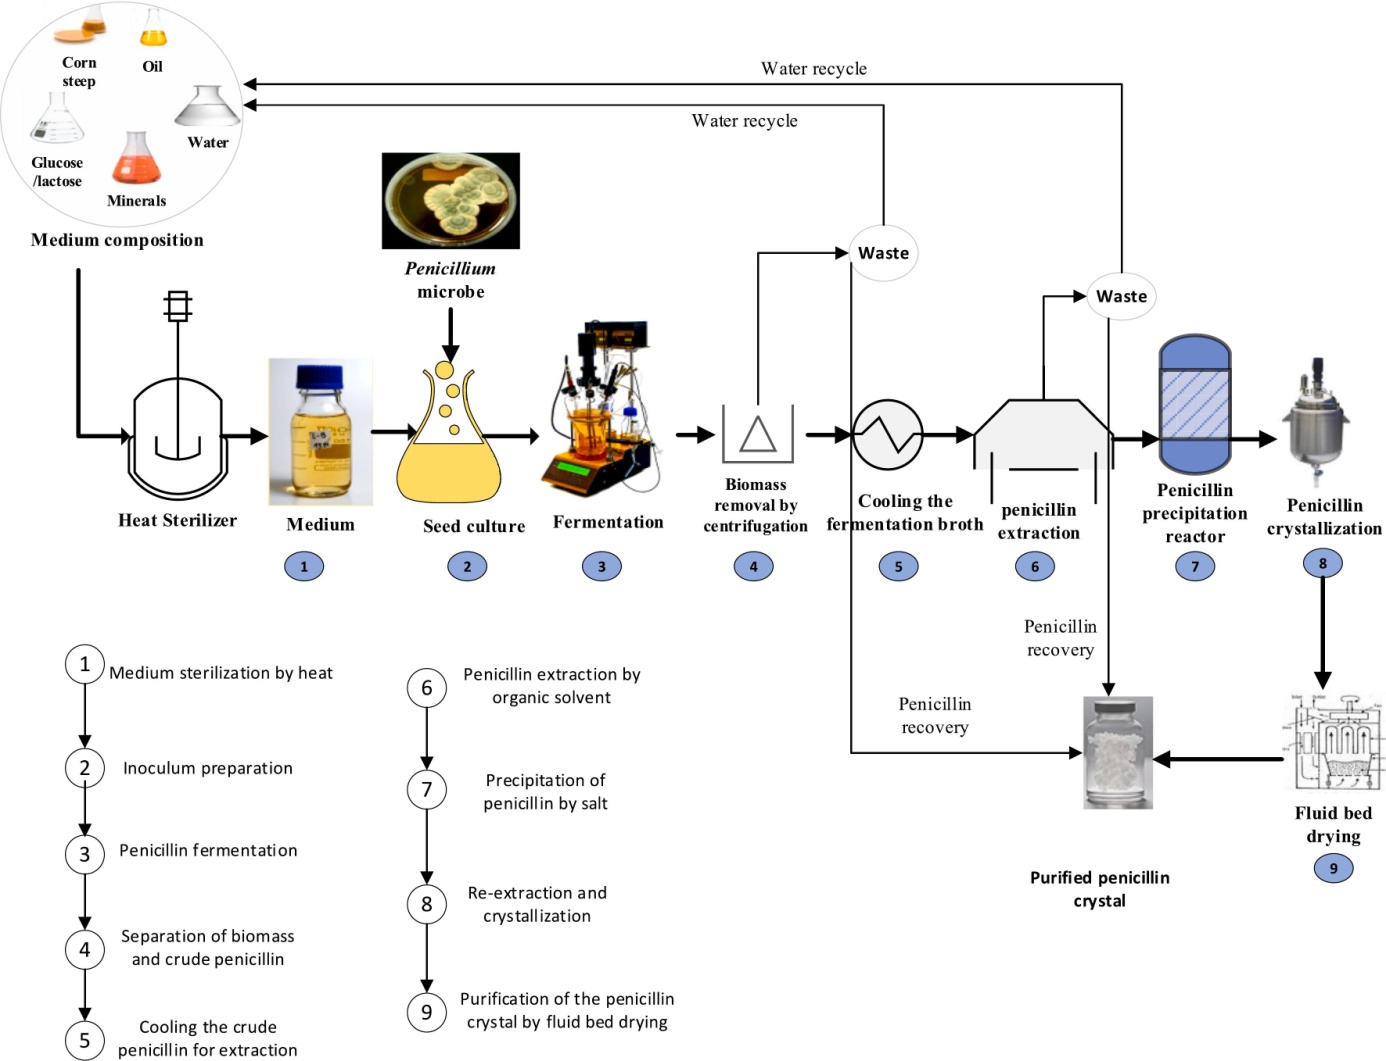 Corn
steep
Oil
Glucose
/lactose
Minerals
Water
Medium composition
Water recycle
Water recycle
Penicillium
microbe
Waste
Waste
Heat Sterilizer
Medium
Seed culture
Fermentation
Biomass
removal by
centrifugation
Cooling the
fermentation broth
penicillin
extraction
Penicillin
precipitation
reactor
Penicillin
crystallization
1
2
3
4
5
6
7
8
Penicillin
recovery
Penicillin
recovery
Fluid bed
drying
9
Purified penicillin
crystal
1 Medium sterilization by heat
2 Inoculum preparation
3 Penicillin fermentation
4 Separation of biomass
and crude penicillin
5 Cooling the crude
penicillin for extraction
6 Penicillin extraction by
organic solvent
7 Precipitation of
penicillin by salt
8 Re-extraction and
crystallization
9 Purification of the penicillin
crystal by fluid bed drying